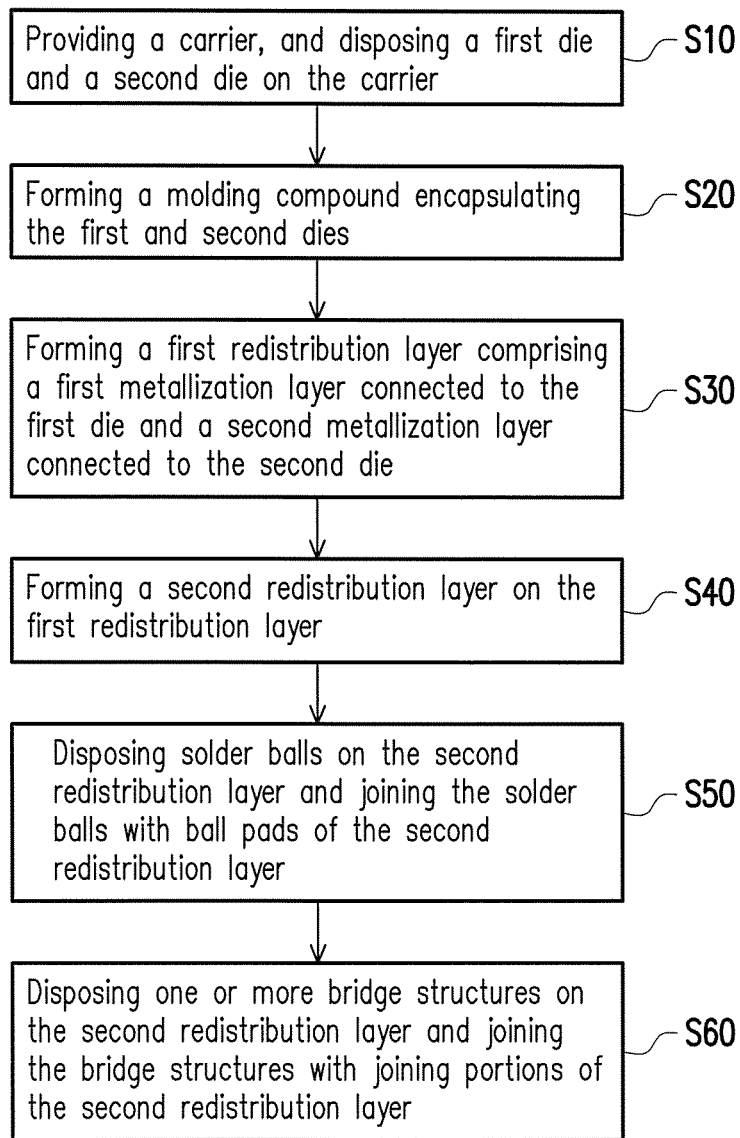 Providing a carrier, and disposing a first die
and a second die on the carrier
S10
Forming a molding compound encapsulating
the first and second dies
S20
Forming a first redistribution layer comprising
a first metallization layer connected to the
first die and a second metallization layer
connected to the second die
S30
Forming a second redistribution layer on the
first redistribution layer
S40
Disposing solder balls on the second
redistribution layer and joining the solder
balls with ball pads of the second
redistribution layer
S50
Disposing one or more bridge structures on
the second redistribution layer and joining
the bridge structures with joining portions of
the second redistribution layer
S60